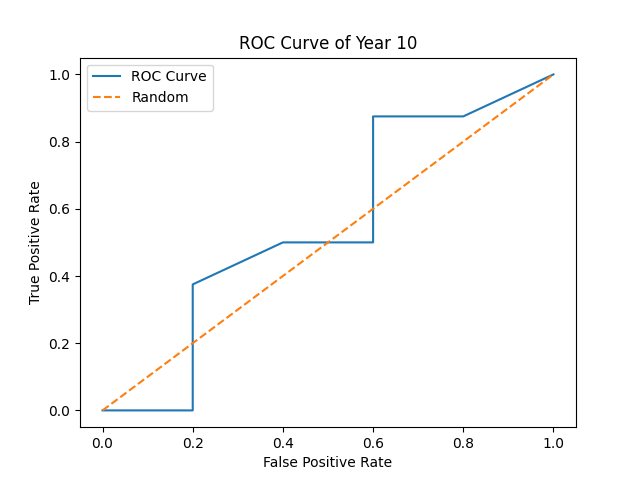 ROC Curve of Year 10
ROC Curve
Random
True Positive Rate
1.0
0.8
0.6
0.4
0.2
0.0
0.0 0.2 0.4 0.6 0.8 1.0
False Positive Rate